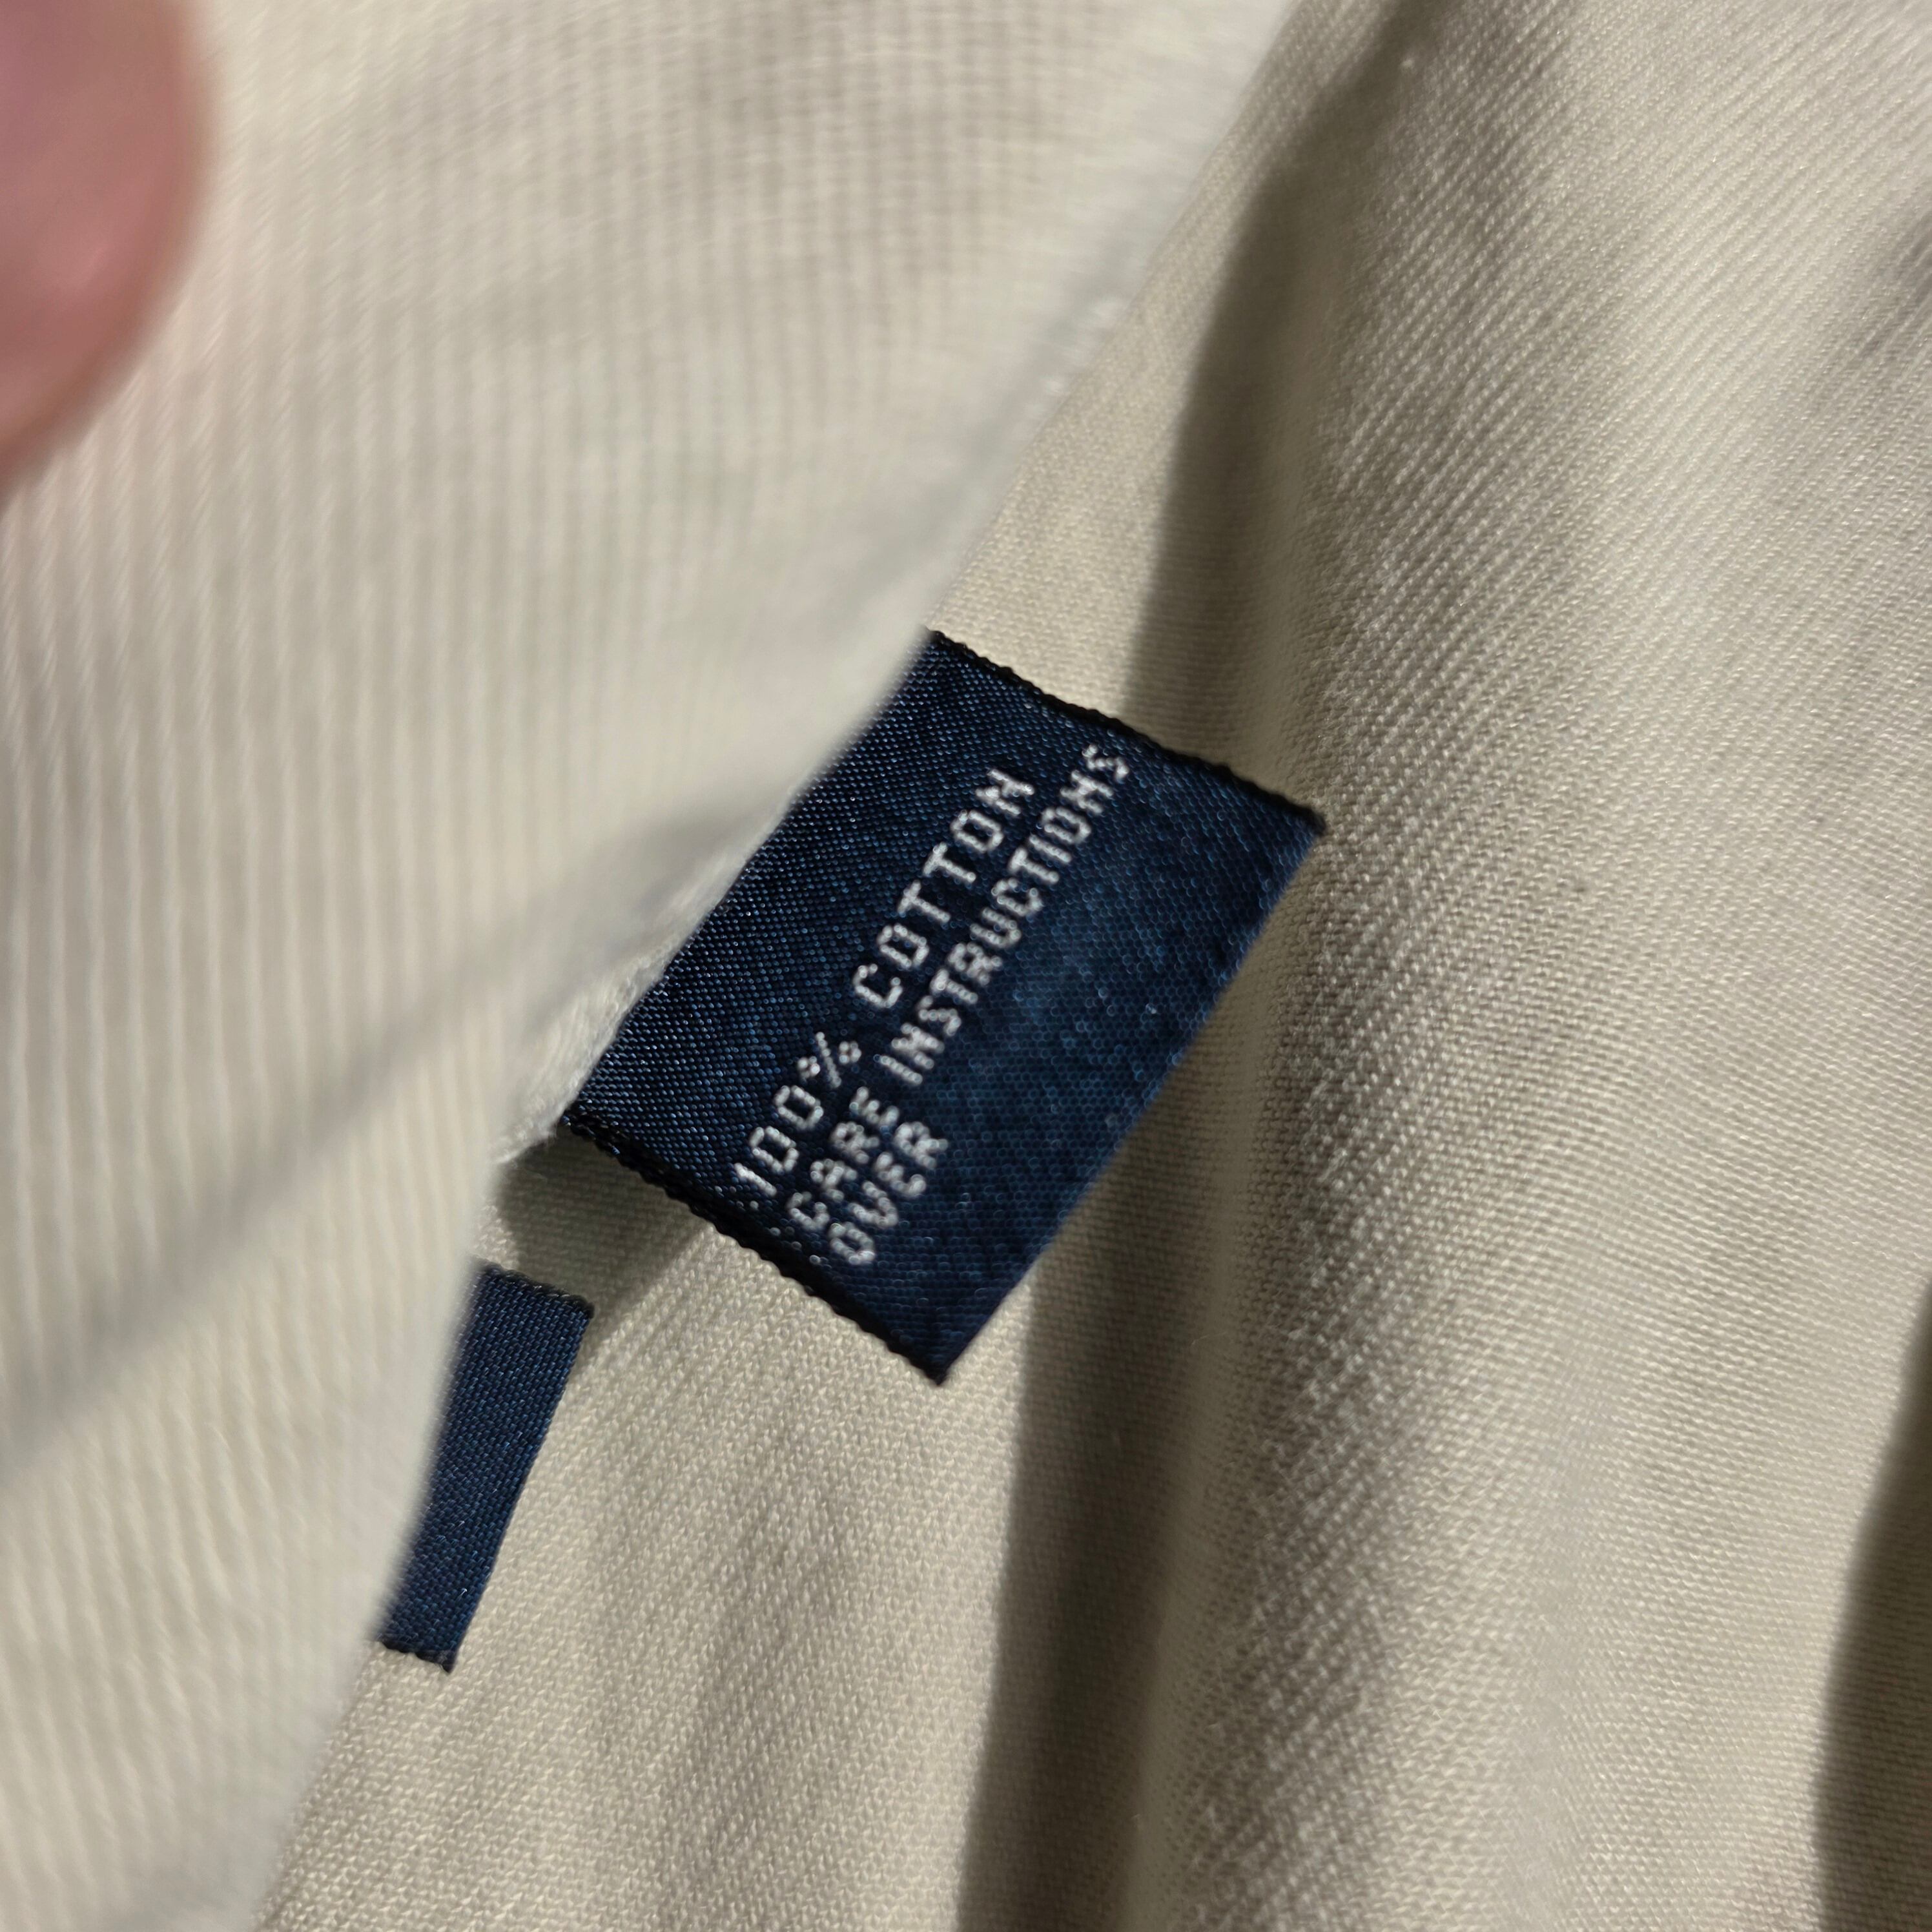 100% COTTON
CARE INSTRUCTIONS
OVER